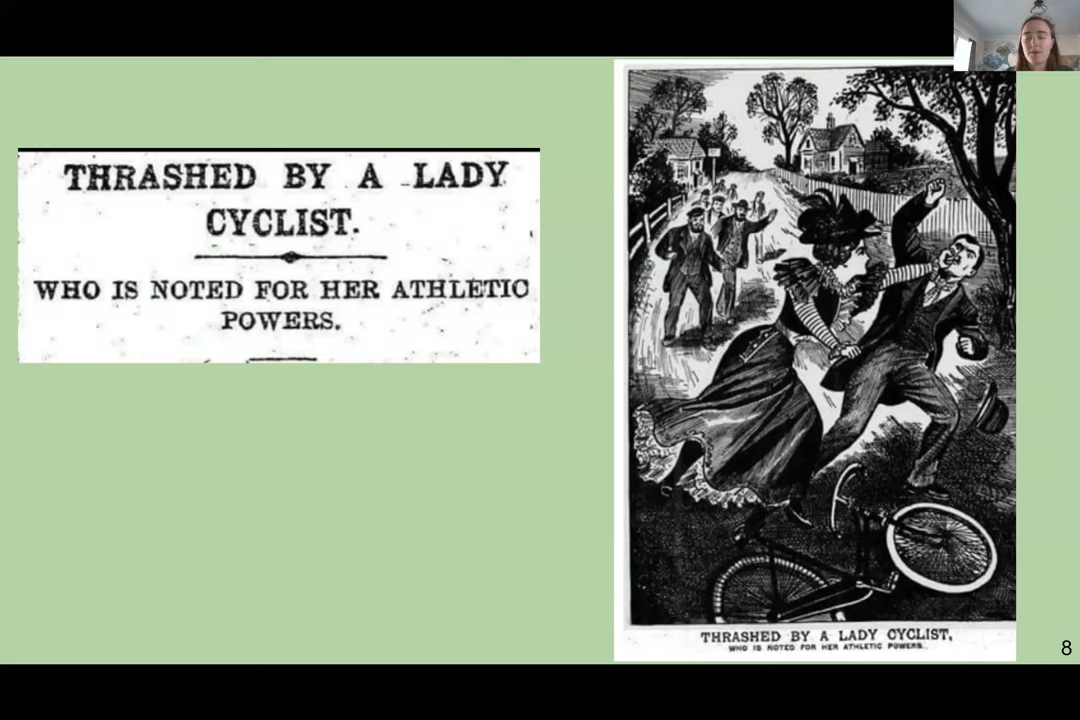 THRASHED BY A LADY
CYCLIST.
WHO IS NOTED FOR HER ATHLETIC
POWERS.
THRASHED BY A LADY CYCLIST,
WHO IS NOTED FOR HER ATHLETIC POWERS.
8